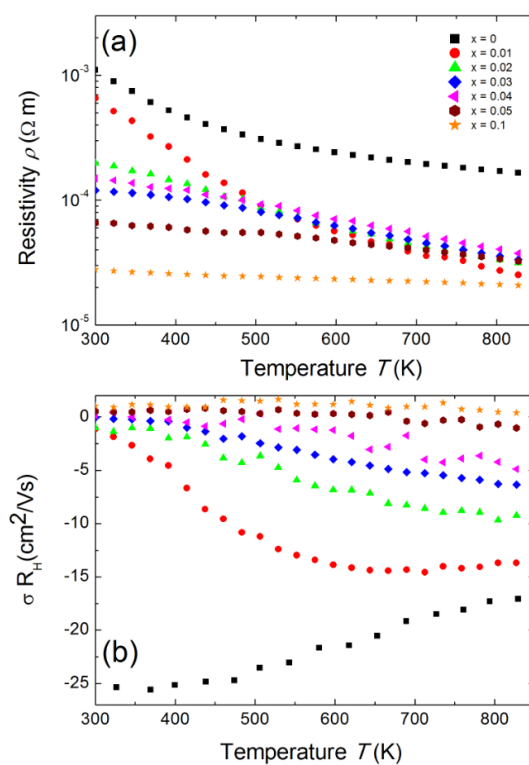 (a)
x = 0
x = 0.01
x = 0.02
x = 0.03
x = 0.04
x = 0.05
x = 0.1
10⁻³
10⁻⁴
10⁻⁵
Resistivity ρ (Ω m)
300 400 500 600 700 800
Temperature T (K)
0
-5
-10
-15
-20
-25
σ R_H (cm²/Vs)
(b)
300 400 500 600 700 800
Temperature T (K)